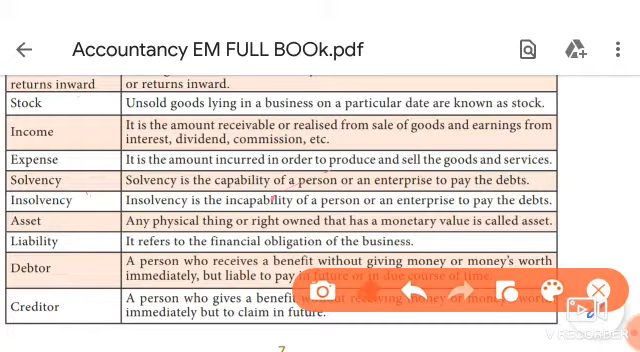 Accountancy EM FULL BOOk.pdf
returns inward
or returns inward.
Stock
Unsold goods lying in a business on a particular date are known as stock.
Income
It is the amount receivable or realised from sale of goods and earnings from
interest, dividend, commission, etc.
Expense
It is the amount incurred in order to produce and sell the goods and services.
Solvency
Solvency is the capability of a person or an enterprise to pay the debts.
Insolvency
Insolvency is the incapability of a person or an enterprise to pay the debts.
Asset
Any physical thing or right owned that has a monetary value is called asset.
Liability
It refers to the financial obligation of the business.
Debtor
A person who receives a benefit without giving money or money's worth
immediately, but liable to pay in future or in due course of time.
Creditor
A person who gives a benefit without receiving money or money's worth
immediately but to claim in future.
V RECORDER